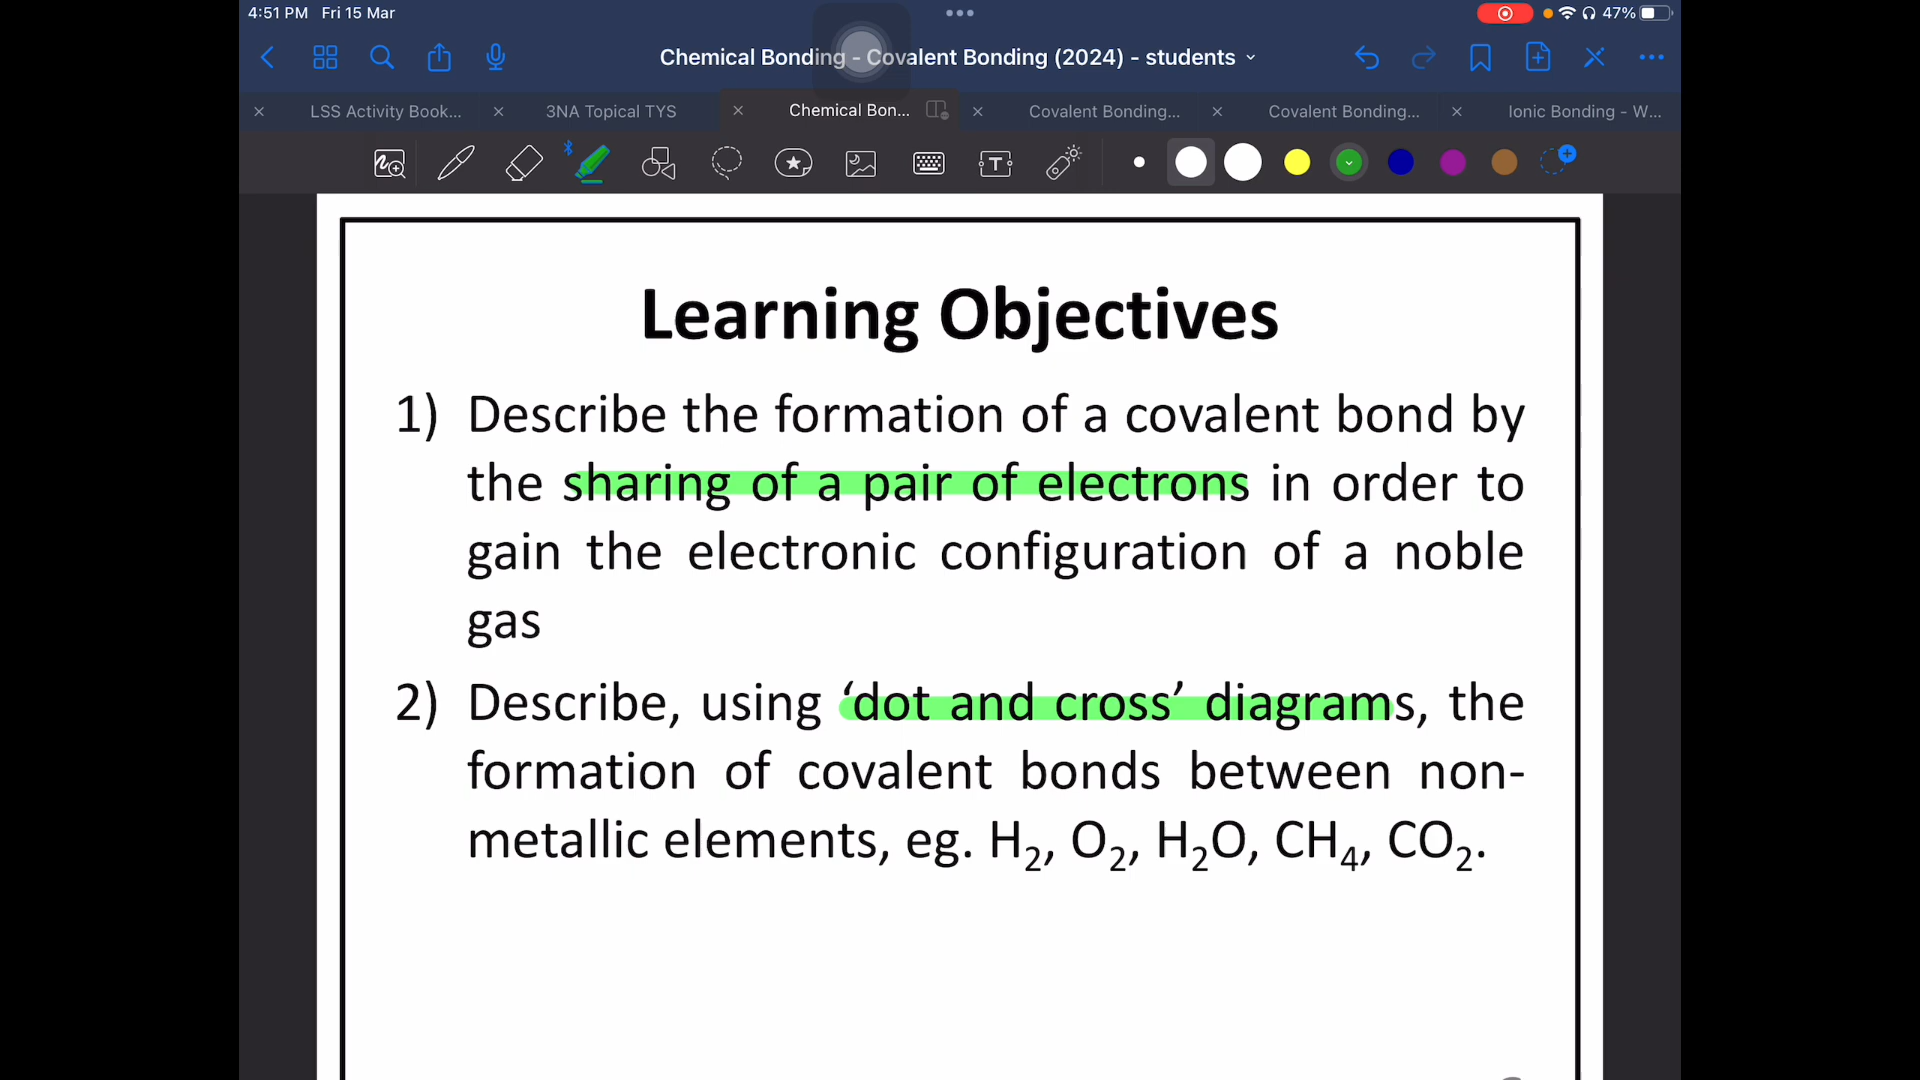 4:51 PM Fri 15 Mar
47%
Chemical Bonding - Covalent Bonding (2024) - students
LSS Activity Book...
3NA Topical TYS
Chemical Bon...
Covalent Bonding...
Covalent Bonding...
Ionic Bonding - W...
T
Learning Objectives
1) Describe the formation of a covalent bond by
the sharing of a pair of electrons in order to
gain the electronic configuration of a noble
gas
2) Describe, using ‘dot and cross’ diagrams, the
formation of covalent bonds between non-
metallic elements, eg. H₂, O₂, H₂O, CH₄, CO₂.